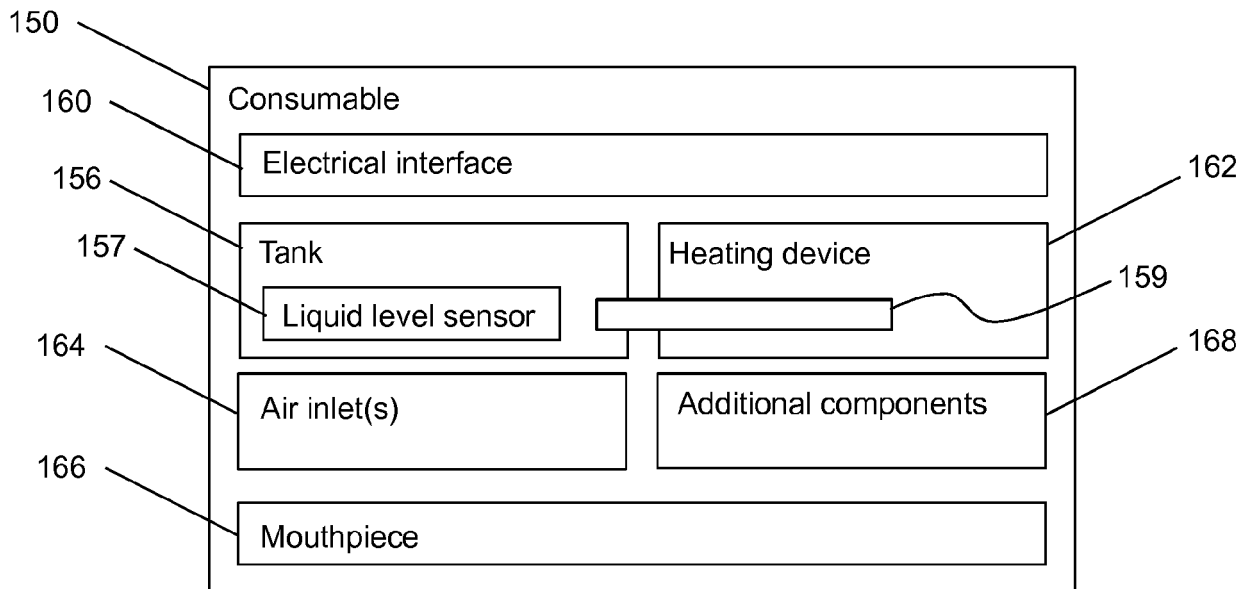 150
Consumable
160
Electrical interface
156
162
Tank
Heating device
157
159
Liquid level sensor
164
168
Air inlet(s)
Additional components
166
Mouthpiece